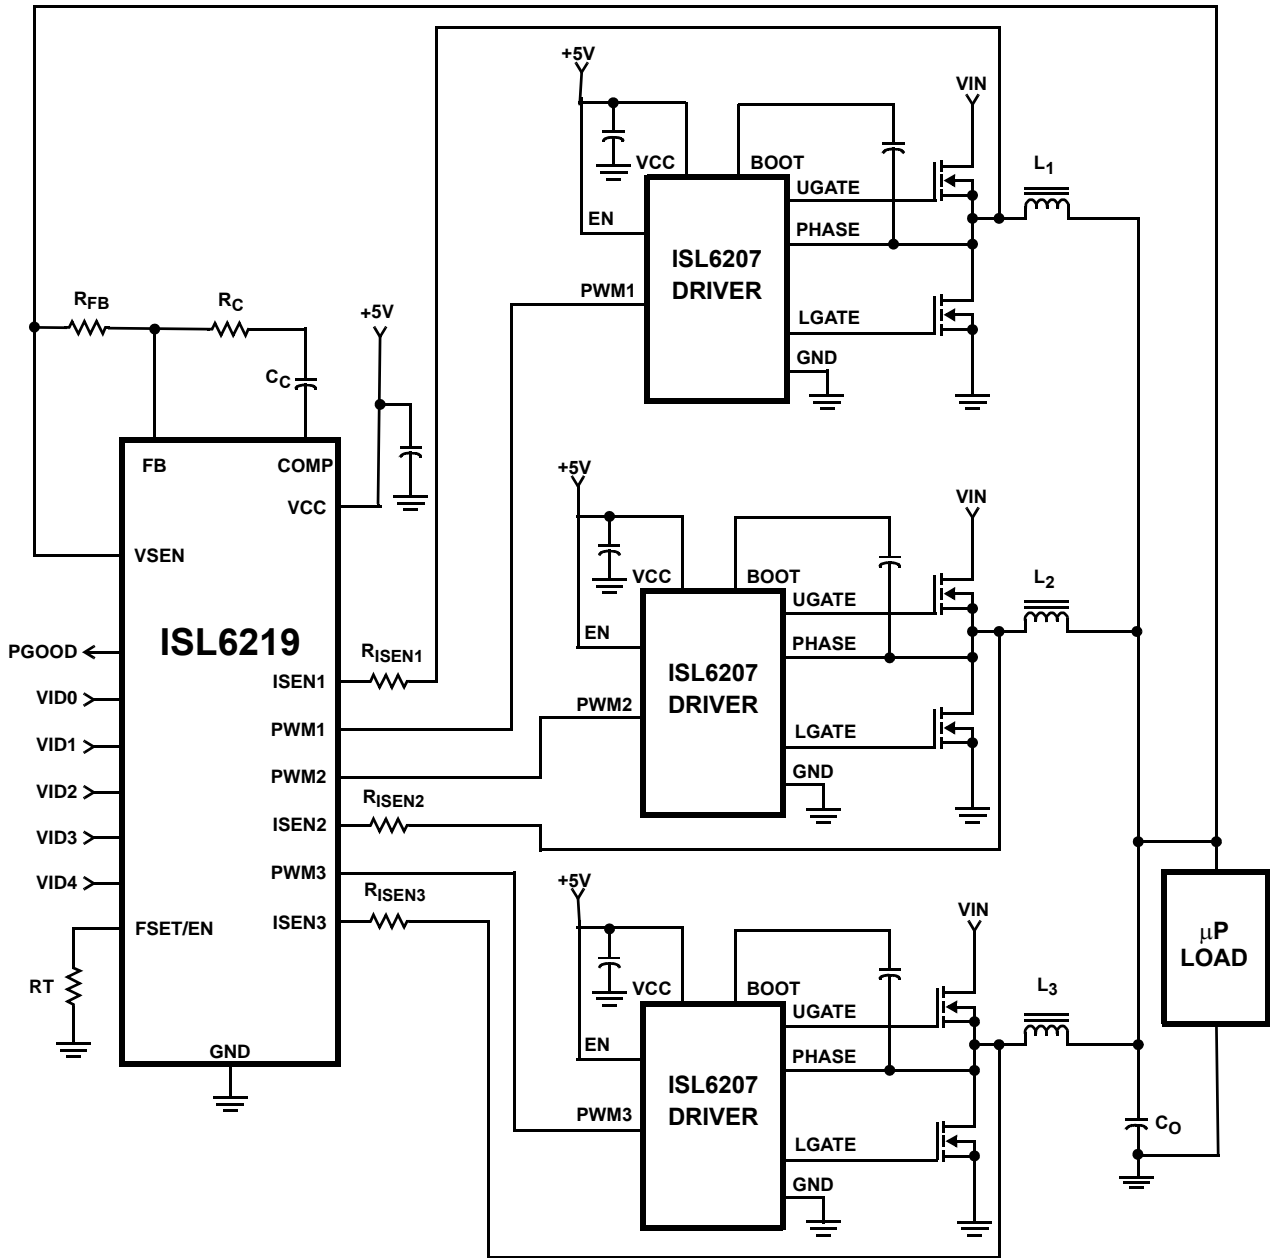 +5V
VIN
VCC
BOOT
L1
UGATE
EN
PHASE
ISL6207
DRIVER
PWM1
LGATE
GND
RFB
RC
+5V
CC
FB
COMP
VCC
VSEN
ISL6219
PGOOD
VID0
VID1
VID2
VID3
VID4
FSET/EN
RT
GND
ISEN1
PWM1
PWM2
ISEN2
PWM3
ISEN3
RISEN1
RISEN2
RISEN3
+5V
VIN
VCC
BOOT
L2
UGATE
EN
PHASE
ISL6207
DRIVER
PWM2
LGATE
GND
+5V
VIN
VCC
BOOT
L3
UGATE
EN
PHASE
ISL6207
DRIVER
PWM3
LGATE
GND
μP
LOAD
CO